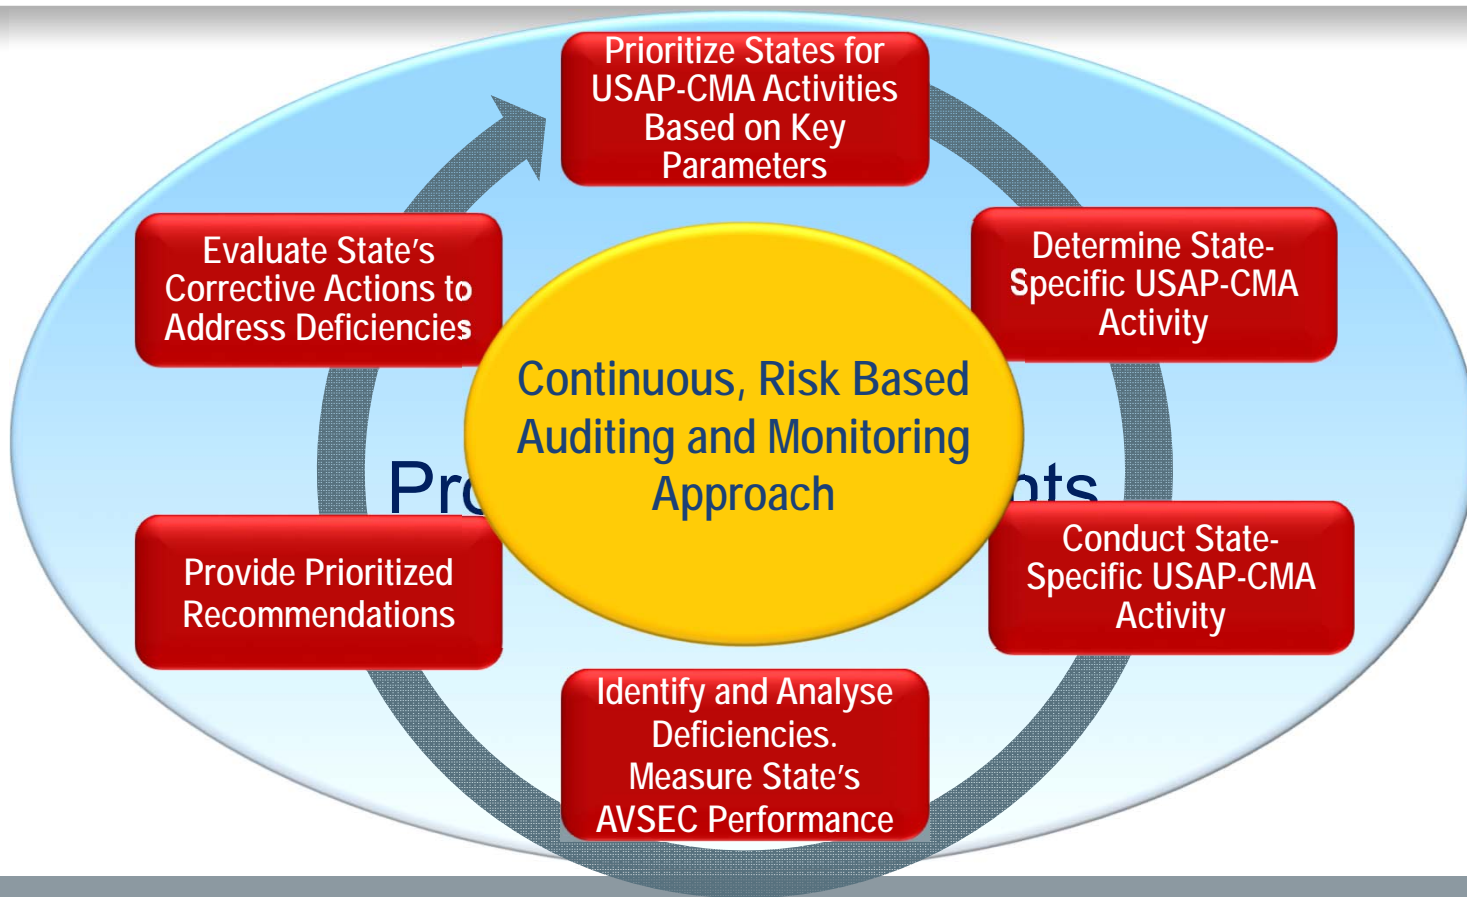 Prioritize States for
USAP-CMA Activities
Based on Key
Parameters
Determine State-
Specific USAP-CMA
Activity
Conduct State-
Specific USAP-CMA
Activity
Identify and Analyse
Deficiencies.
Measure State's
AVSEC Performance
Provide Prioritized
Recommendations
Evaluate State's
Corrective Actions to
Address Deficiencies
Continuous, Risk Based
Auditing and Monitoring
Approach